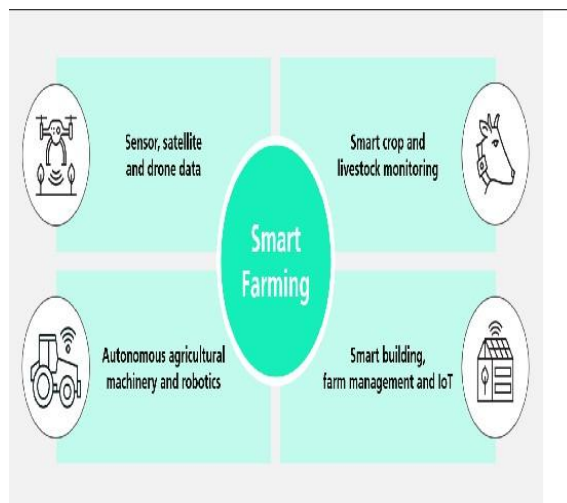 Sensor, satellite
and drone data
Smart crop and
livestock monitoring
Smart
Farming
Autonomous agricultural
machinery and robotics
Smart building,
farm management and IoT